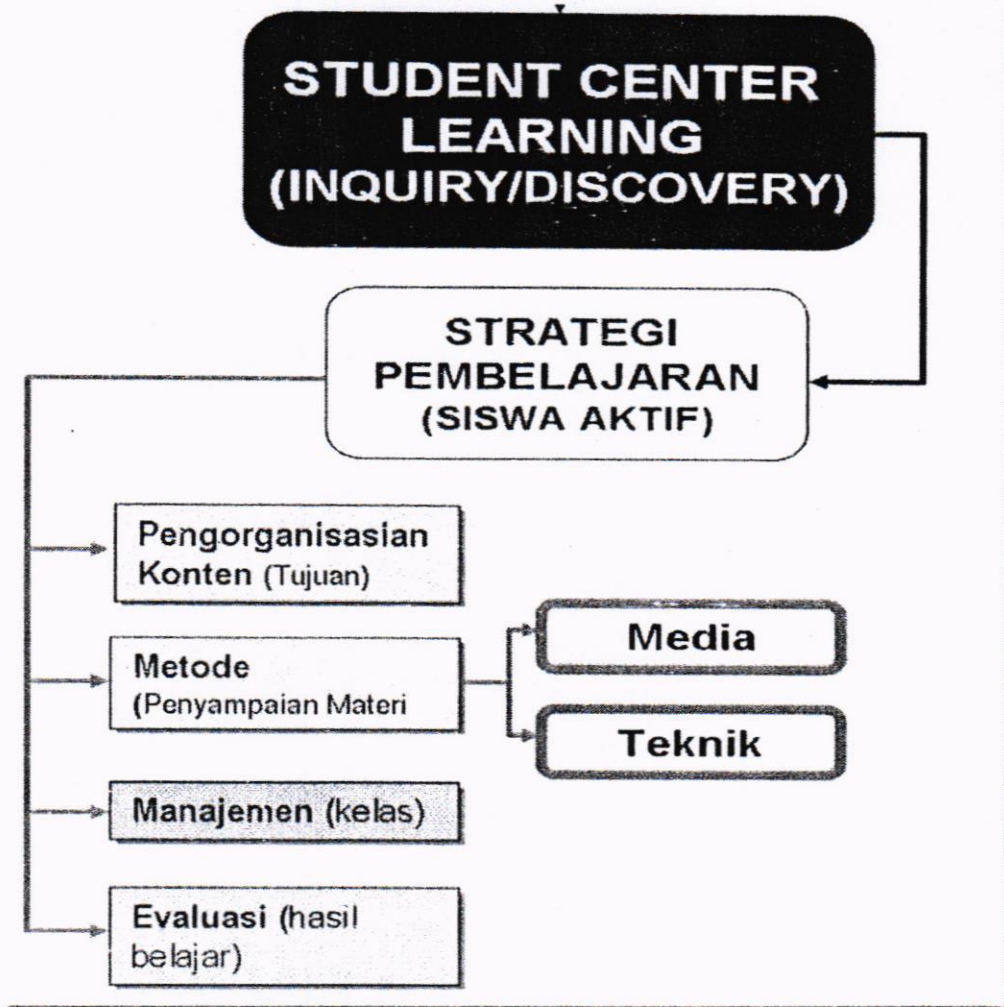 STUDENT CENTER
LEARNING
(INQUIRY/DISCOVERY)
STRATEGI
PEMBELAJARAN
(SISWA AKTIF)
Pengorganisasian
Konten (Tujuan)
Metode
(Penyampaian Materi
Media
Teknik
Manajemen (kelas)
Evaluasi (hasil
belajar)